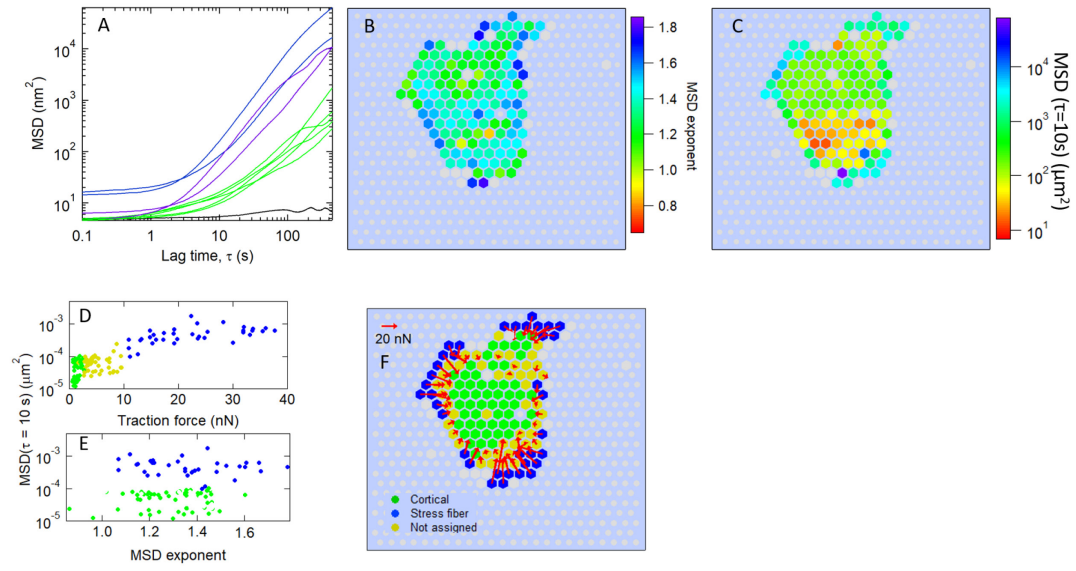 A
MSD (nm²)
10⁴
10³
10²
10¹
0.1
1
10
100
Lag time, τ (s)
B
1.8
1.6
1.4
1.2
1.0
0.8
MSD exponent
C
10⁴
10³
10²
10¹
MSD (τ=10s) (μm²)
D
10⁻³
10⁻⁴
10⁻⁵
0
10
20
30
40
Traction force (nN)
MSD(τ = 10 s) (μm²)
E
10⁻³
10⁻⁴
10⁻⁵
1.0
1.2
1.4
1.6
MSD exponent
20 nN
F
Cortical
Stress fiber
Not assigned